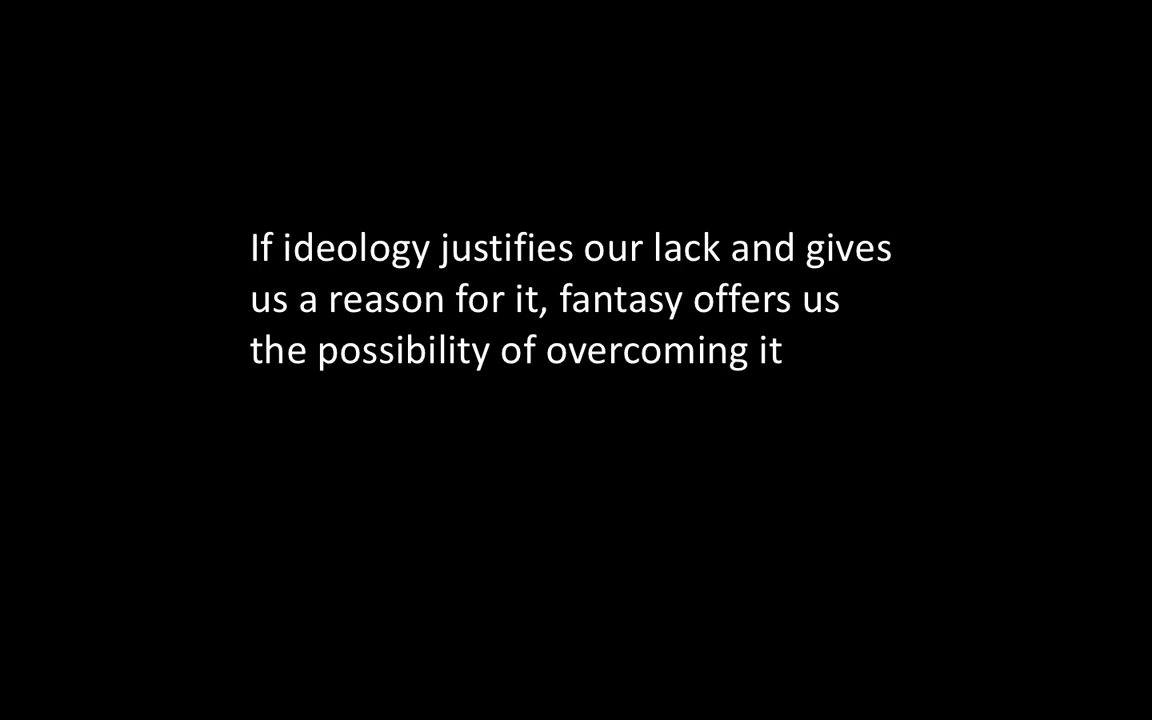 If ideology justifies our lack and gives
us a reason for it, fantasy offers us
the possibility of overcoming it